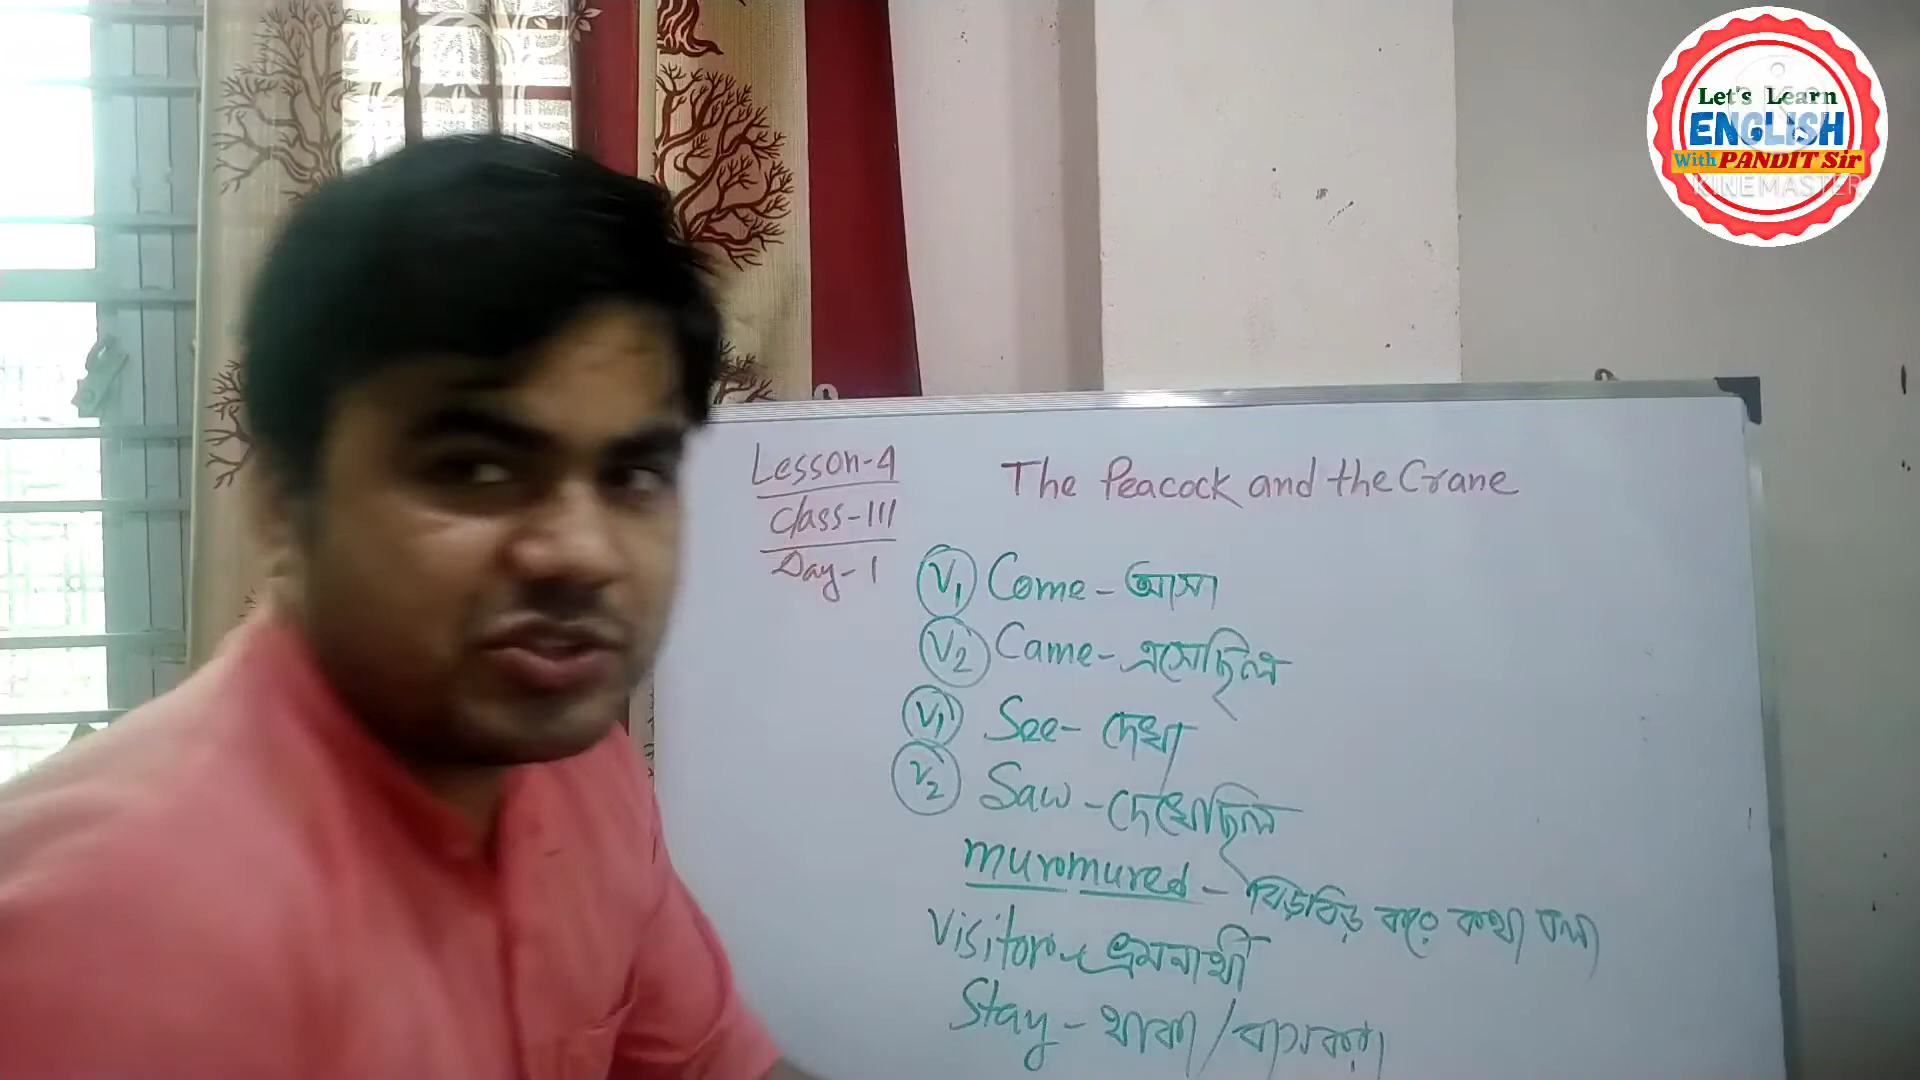 Let's Learn
ENGLISH
With PANDIT Sir
KINEMASTER
Lesson-4
Class-III
Day-1
The Peacock and the Crane
V1 Come - আসা
V2 Came - এসেছিল
V1 See - দেখা
V2 Saw - দেখেছিল
murmured - বিড়বিড় করে কথা বলা
Visitor - ভ্রমনার্থী
Stay - থাকা / বাস করা